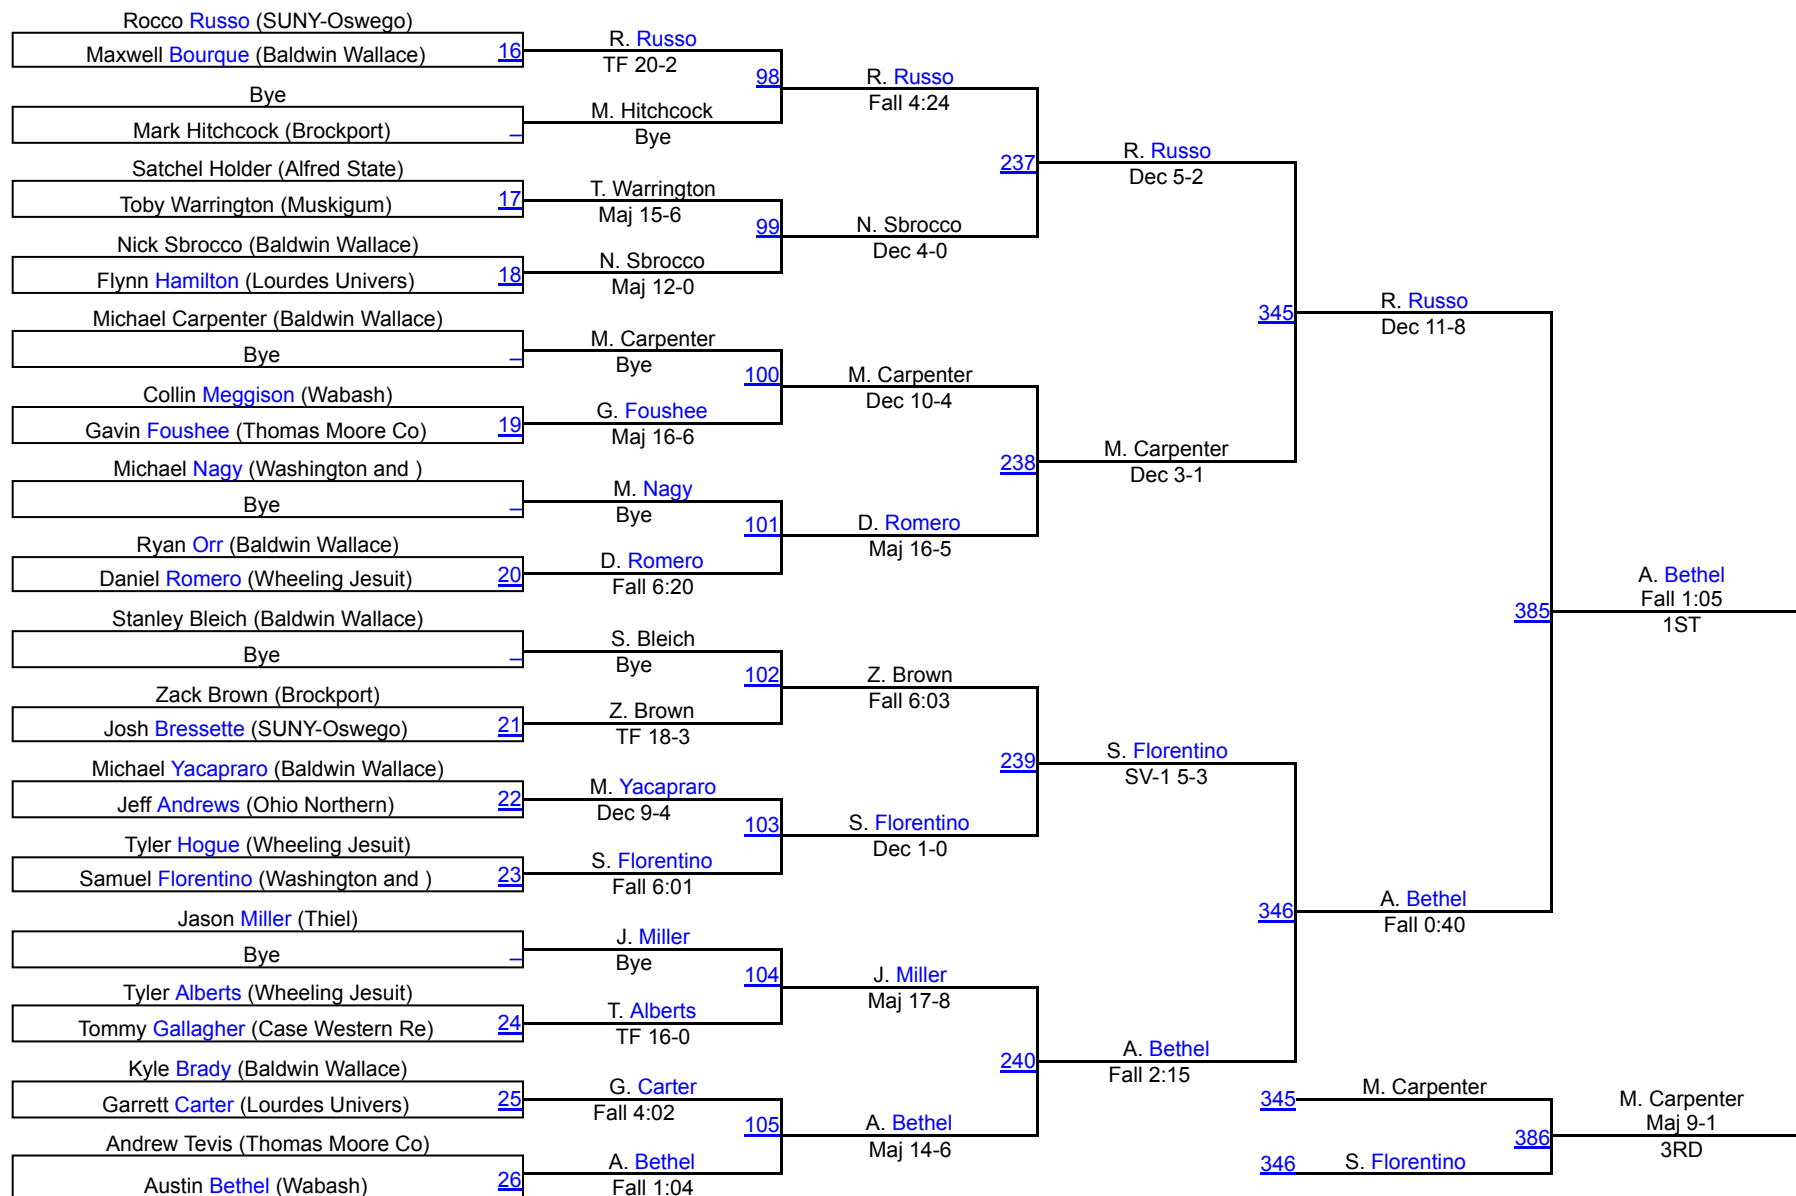 Rocco Russo (SUNY-Oswego)
Maxwell Bourque (Baldwin Wallace) 16
Bye
Mark Hitchcock (Brockport)
Satchel Holder (Alfred State)
Toby Warrington (Muskigum) 17
Nick Sbrocco (Baldwin Wallace)
Flynn Hamilton (Lourdes Univers) 18
Michael Carpenter (Baldwin Wallace)
Bye
Collin Meggison (Wabash)
Gavin Foushee (Thomas Moore Co) 19
Michael Nagy (Washington and )
Bye
Ryan Orr (Baldwin Wallace)
Daniel Romero (Wheeling Jesuit) 20
Stanley Bleich (Baldwin Wallace)
Bye
Zack Brown (Brockport)
Josh Bressette (SUNY-Oswego) 21
Michael Yacapraro (Baldwin Wallace)
Jeff Andrews (Ohio Northern) 22
Tyler Hogue (Wheeling Jesuit)
Samuel Florentino (Washington and ) 23
Jason Miller (Thiel)
Bye
Tyler Alberts (Wheeling Jesuit)
Tommy Gallagher (Case Western Re) 24
Kyle Brady (Baldwin Wallace)
Garrett Carter (Lourdes Univers) 25
Andrew Tevis (Thomas Moore Co)
Austin Bethel (Wabash) 26
R. Russo
TF 20-2
98
M. Hitchcock
Bye
T. Warrington
Maj 15-6
99
N. Sbrocco
Maj 12-0
M. Carpenter
Bye
100
G. Foushee
Maj 16-6
M. Nagy
Bye
101
D. Romero
Fall 6:20
S. Bleich
Bye
102
Z. Brown
TF 18-3
M. Yacapraro
Dec 9-4
103
S. Florentino
Fall 6:01
J. Miller
Bye
104
T. Alberts
TF 16-0
G. Carter
Fall 4:02
105
A. Bethel
Fall 1:04
R. Russo
Fall 4:24
237
N. Sbrocco
Dec 4-0
M. Carpenter
Dec 10-4
238
D. Romero
Maj 16-5
Z. Brown
Fall 6:03
239
S. Florentino
Dec 1-0
J. Miller
Maj 17-8
240
A. Bethel
Maj 14-6
R. Russo
Dec 5-2
345
M. Carpenter
Dec 3-1
S. Florentino
SV-1 5-3
346
A. Bethel
Fall 2:15
R. Russo
Dec 11-8
385
A. Bethel
Fall 0:40
A. Bethel
Fall 1:05
1ST
345 M. Carpenter
386
346 S. Florentino
M. Carpenter
Maj 9-1
3RD